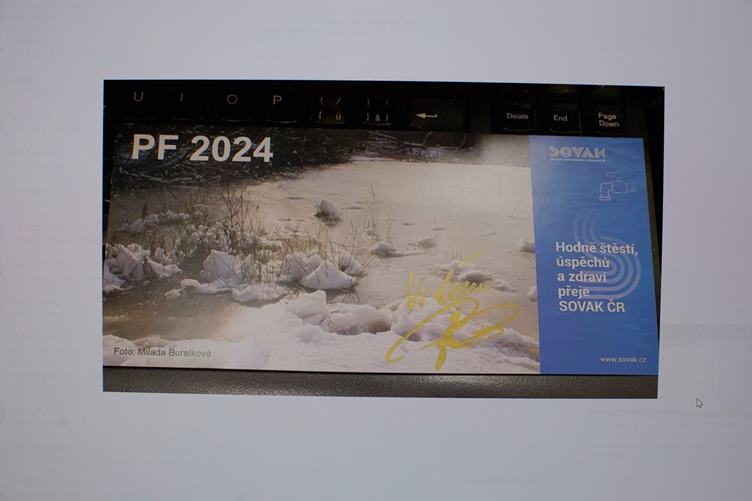 U I O P { / ) (
[ ú ] ä )
Delete End Page
Down
PF 2024
SOVAK
Hodně štěstí,
úspěchů
a zdraví
přeje
SOVAK ČR
Foto: Milada Bursíková
www.sovak.cz